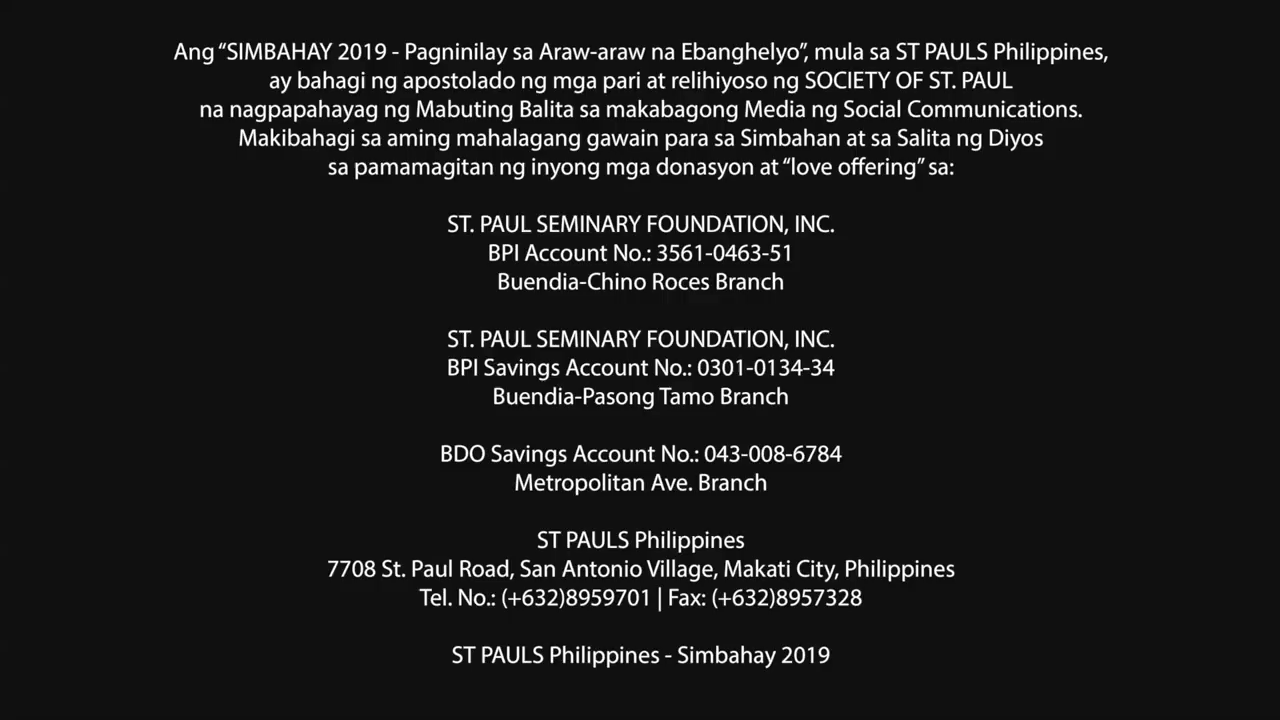 Ang “SIMBAHAY 2019 - Pagninilay sa Araw-araw na Ebanghelyo”, mula sa ST PAULS Philippines,
ay bahagi ng apostolado ng mga pari at relihiyoso ng SOCIETY OF ST. PAUL
na nagpapahayag ng Mabuting Balita sa makabagong Media ng Social Communications.
Makibahagi sa aming mahalagang gawain para sa Simbahan at sa Salita ng Diyos
sa pamamagitan ng inyong mga donasyon at “love offering” sa:
ST. PAUL SEMINARY FOUNDATION, INC.
BPI Account No.: 3561-0463-51
Buendia-Chino Roces Branch
ST. PAUL SEMINARY FOUNDATION, INC.
BPI Savings Account No.: 0301-0134-34
Buendia-Pasong Tamo Branch
BDO Savings Account No.: 043-008-6784
Metropolitan Ave. Branch
ST PAULS Philippines
7708 St. Paul Road, San Antonio Village, Makati City, Philippines
Tel. No.: (+632)8959701 | Fax: (+632)8957328
ST PAULS Philippines - Simbahay 2019